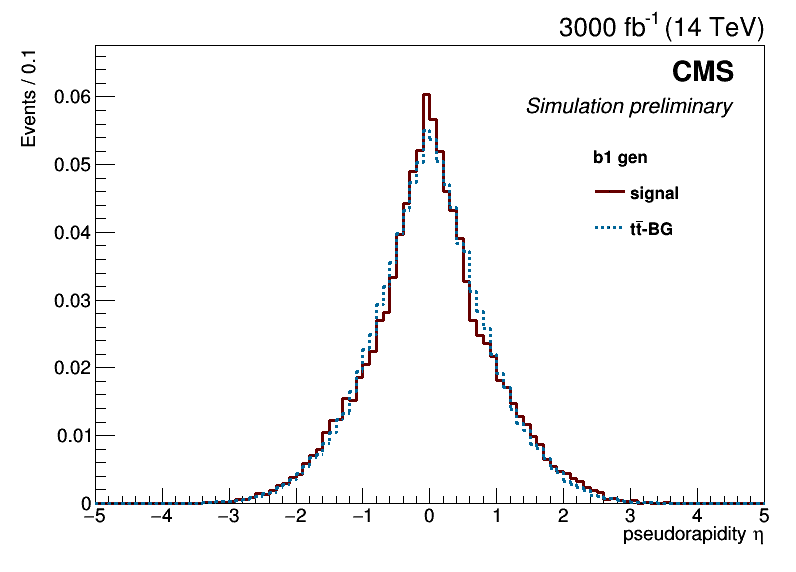 3000 fb⁻¹ (14 TeV)
Events / 0.1
CMS
Simulation preliminary
b1 gen
signal
tt̄-BG
0.06
0.05
0.04
0.03
0.02
0.01
0
−5 −4 −3 −2 −1 0 1 2 3 4 5
pseudorapidity η